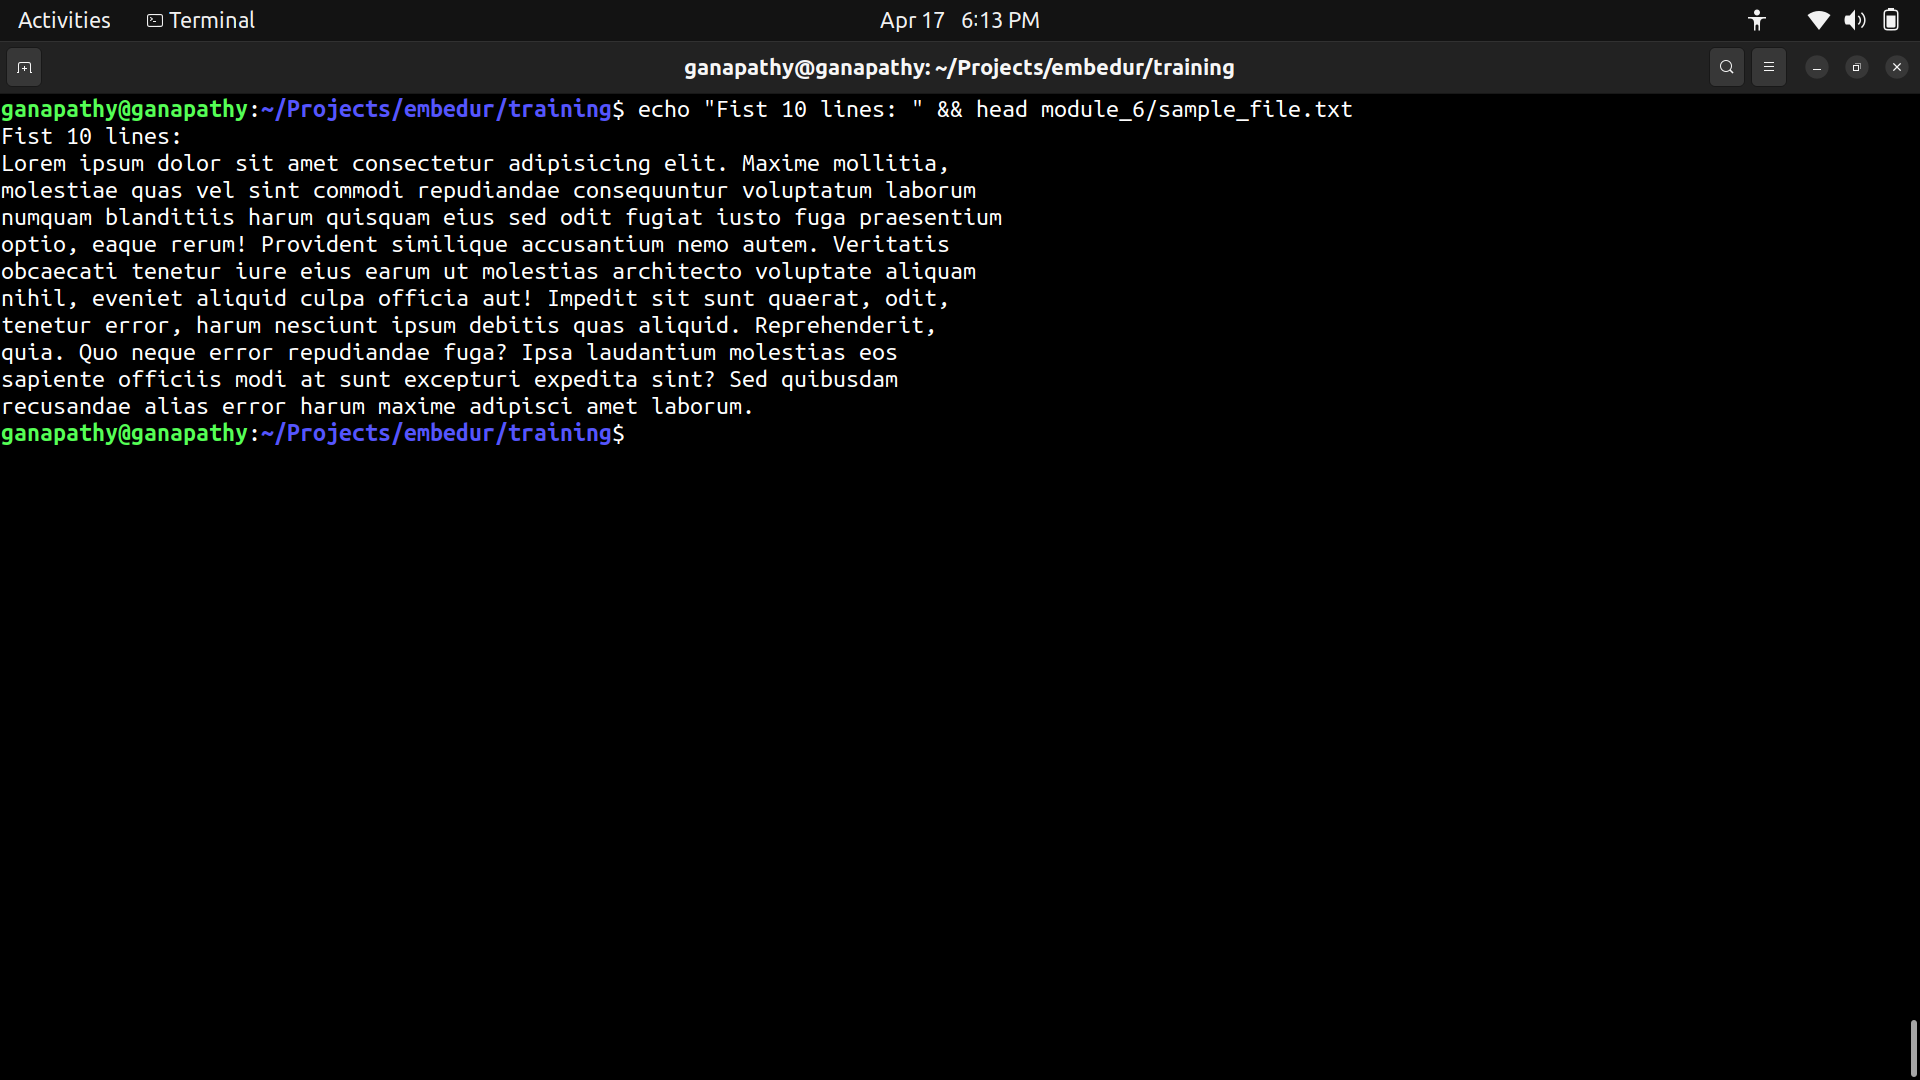 Activities Terminal Apr 17 6:13 PM
ganapathy@ganapathy: ~/Projects/embedur/training
ganapathy@ganapathy:~/Projects/embedur/training$ echo "Fist 10 lines: " && head module_6/sample_file.txt
Fist 10 lines:
Lorem ipsum dolor sit amet consectetur adipisicing elit. Maxime mollitia,
molestiae quas vel sint commodi repudiandae consequuntur voluptatum laborum
numquam blanditiis harum quisquam eius sed odit fugiat iusto fuga praesentium
optio, eaque rerum! Provident similique accusantium nemo autem. Veritatis
obcaecati tenetur iure eius earum ut molestias architecto voluptate aliquam
nihil, eveniet aliquid culpa officia aut! Impedit sit sunt quaerat, odit,
tenetur error, harum nesciunt ipsum debitis quas aliquid. Reprehenderit,
quia. Quo neque error repudiandae fuga? Ipsa laudantium molestias eos
sapiente officiis modi at sunt excepturi expedita sint? Sed quibusdam
recusandae alias error harum maxime adipisci amet laborum.
ganapathy@ganapathy:~/Projects/embedur/training$